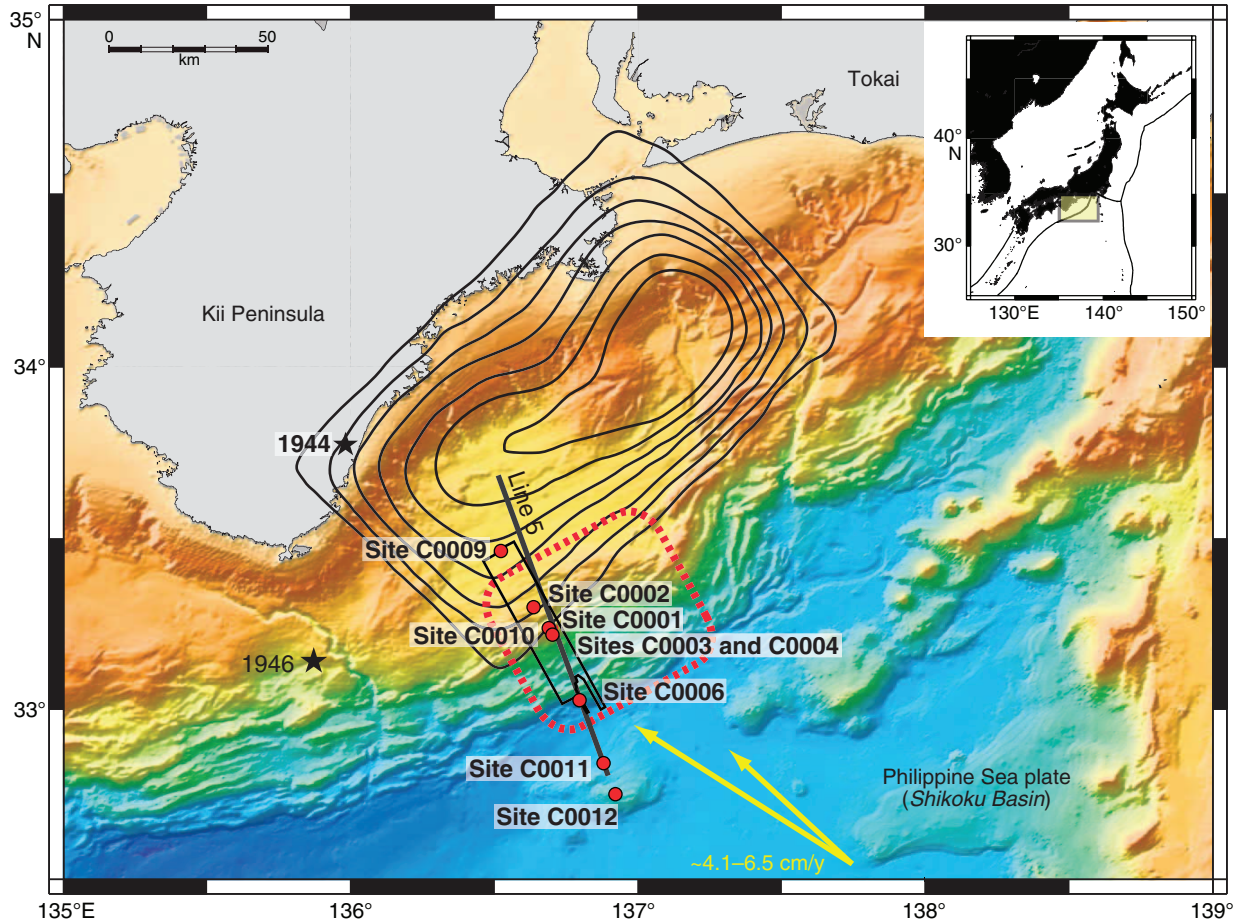 35°
N
0
50
km
Tokai
40°
N
30°
130°E
140°
150°
Kii Peninsula
34°
1944
Line 5
Site C0009
Site C0002
Site C0001
Site C0010
Sites C0003 and C0004
1946
Site C0006
33°
Site C0011
Philippine Sea plate
(Shikoku Basin)
Site C0012
~4.1–6.5 cm/y
135°E
136°
137°
138°
139°